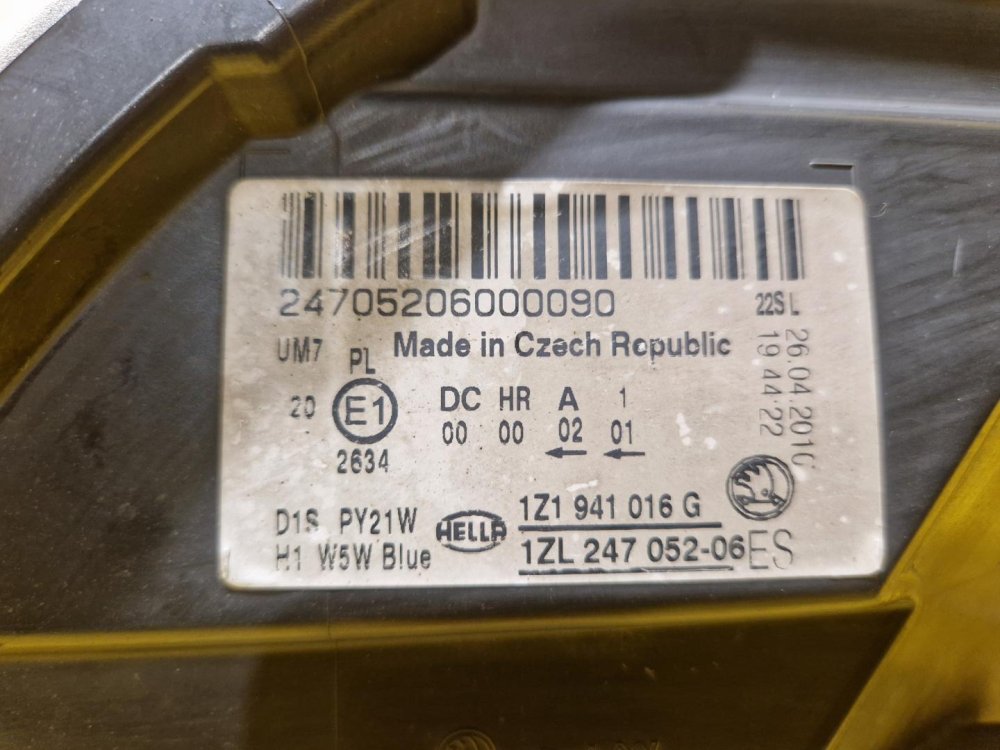 24705206000090
22S L
UM7
PL
Made in Czech Republic
26.04.2010
19:44:22
20
E1
DC HR A 1
00 00 02 01
2634
D1S PY21W
H1 W5W Blue
HELLA
1Z1 941 016 G
1ZL 247 052-06
ES